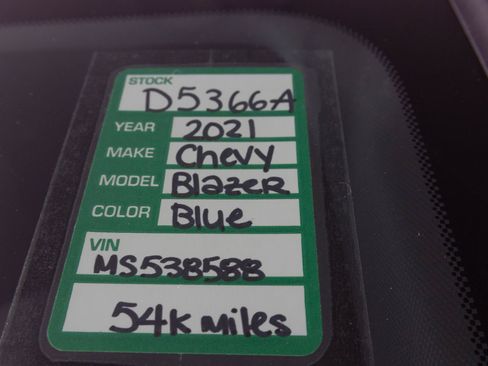 STOCK
D5366A
YEAR 2021
MAKE Chevy
MODEL Blazer
COLOR Blue
VIN
MS538588
54K miles